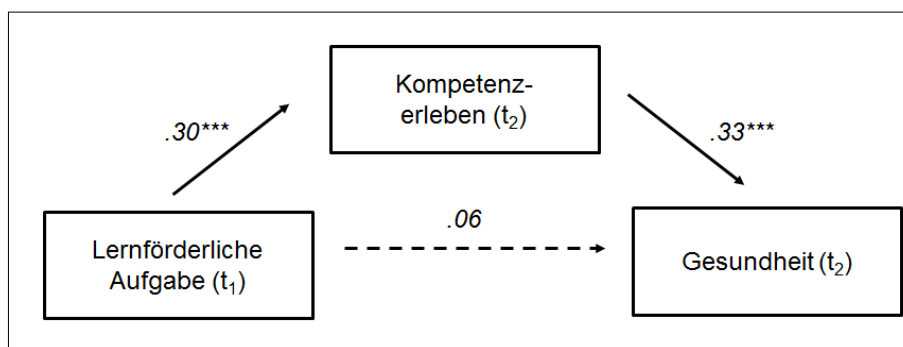 Kompetenz-
erleben (t₂)
.30***
.33***
.06
Lernförderliche
Aufgabe (t₁)
Gesundheit (t₂)